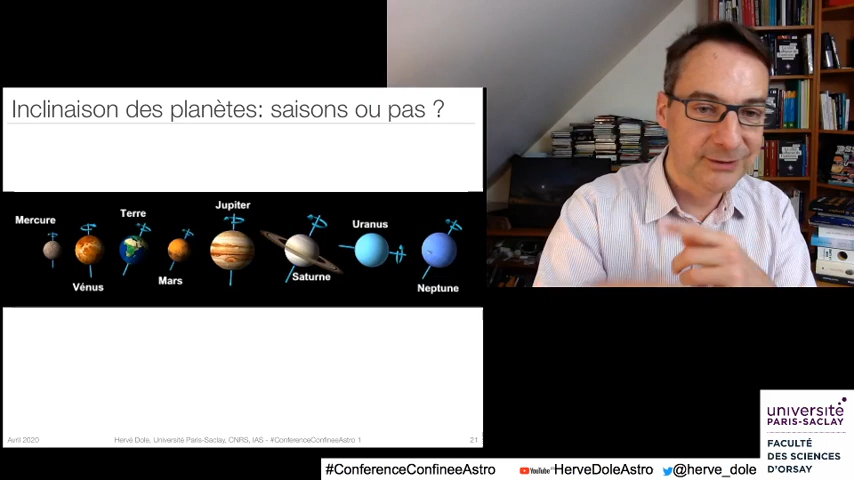 Inclinaison des planètes: saisons ou pas ?
Mercure
Vénus
Terre
Mars
Jupiter
Saturne
Uranus
Neptune
Avril 2020
Hervé Dole, Université Paris-Saclay, CNRS, IAS - #ConferenceConfineeAstro 1
21
université
PARIS-SACLAY
FACULTÉ
DES SCIENCES
D'ORSAY
#ConferenceConfineeAstro
YouTube HerveDoleAstro
@herve_dole